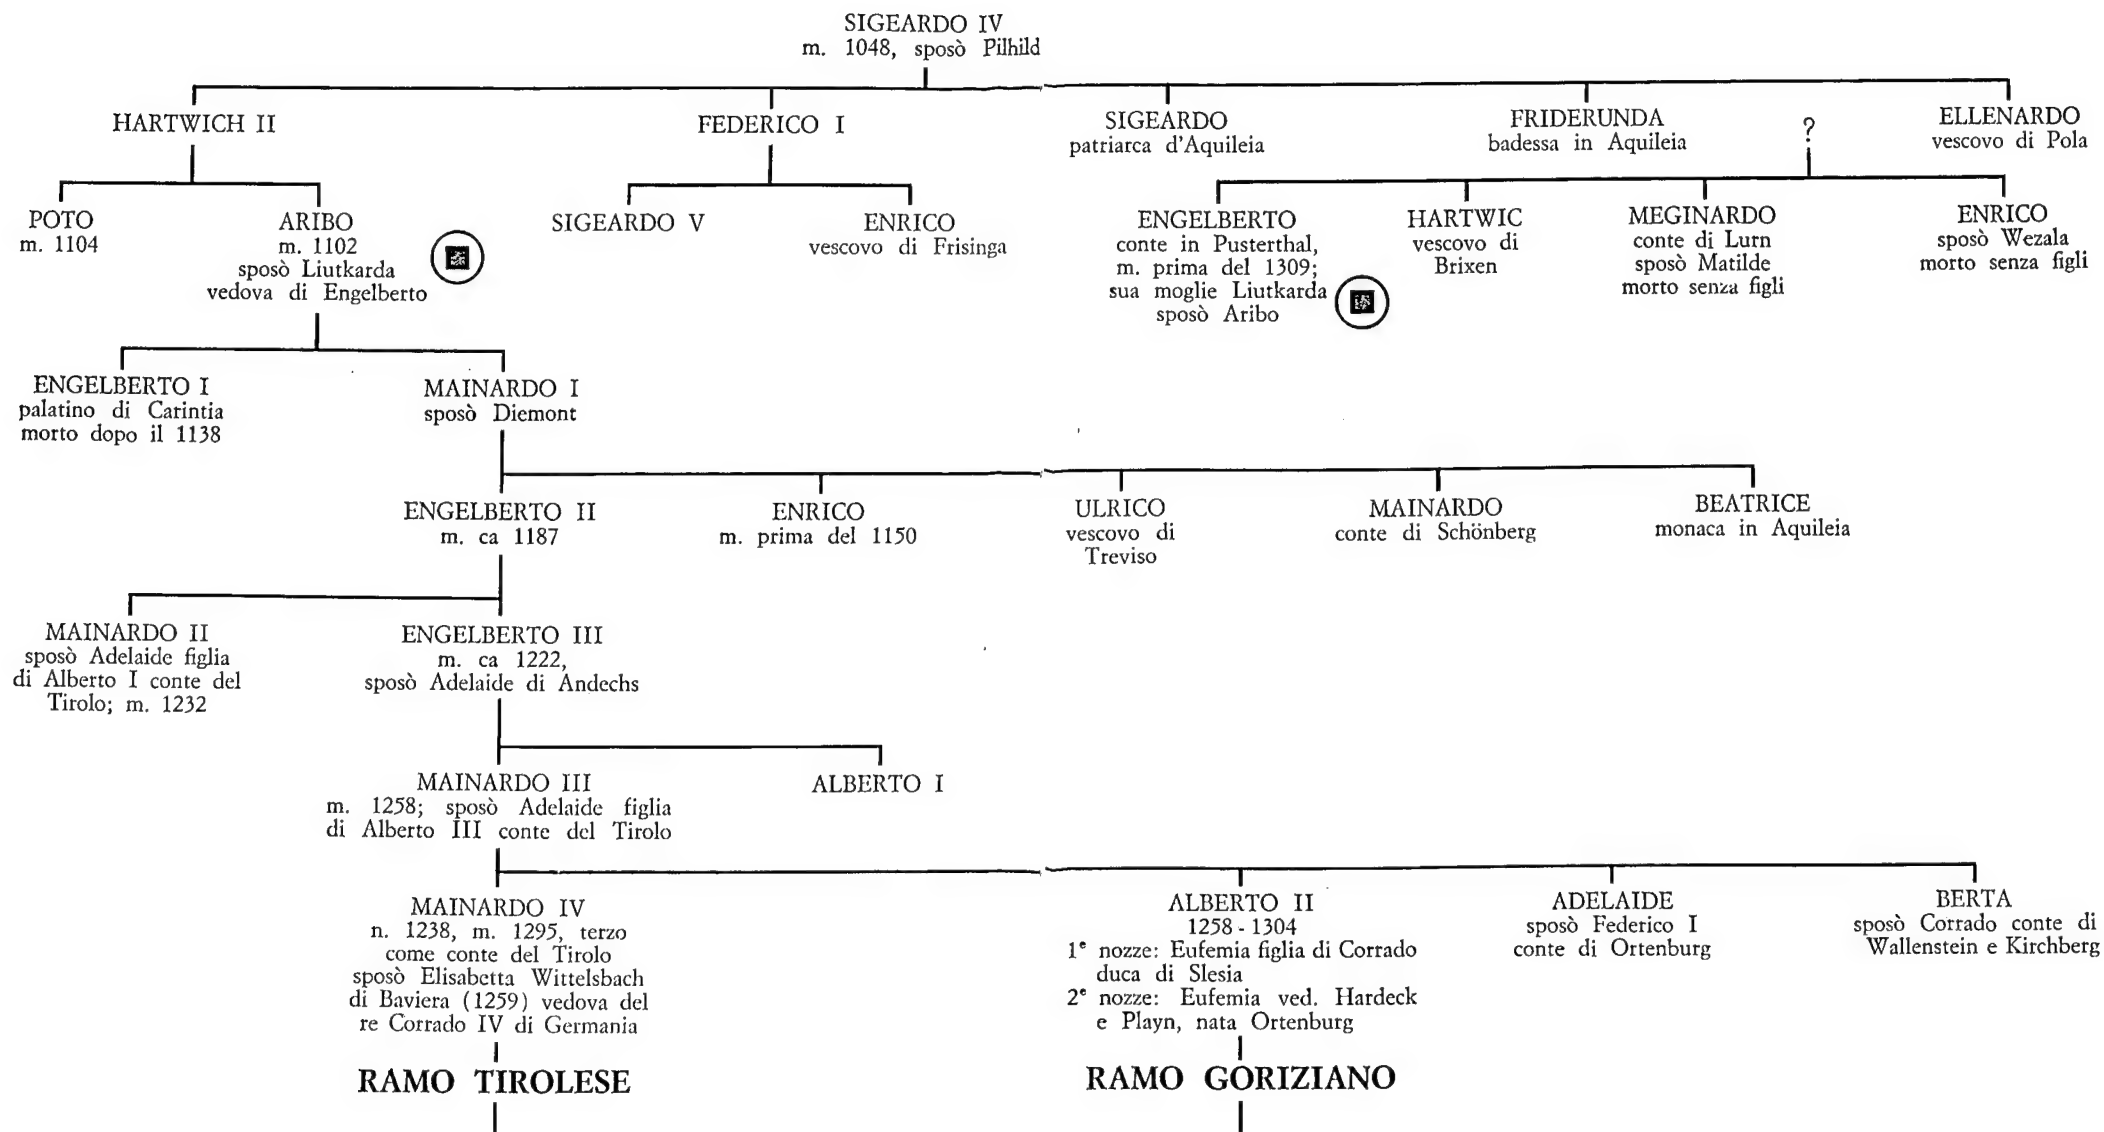 SIGEARDO IV
m. 1048, sposò Pilhild
HARTWICH II
FEDERICO I
SIGEARDO
patriarca d'Aquileia
FRIDERUNDA
badessa in Aquileia
?
ELLENARDO
vescovo di Pola
POTO
m. 1104
ARIBO
m. 1102
sposò Liutkarda
vedova di Engelberto
SIGEARDO V
ENRICO
vescovo di Frisinga
ENGELBERTO
conte in Pusterthal,
m. prima del 1309;
sua moglie Liutkarda
sposò Aribo
HARTWIC
vescovo di
Brixen
MEGINARDO
conte di Lurn
sposò Matilde
morto senza figli
ENRICO
sposò Wezala
morto senza figli
ENGELBERTO I
palatino di Carintia
morto dopo il 1138
MAINARDO I
sposò Diemont
ENGELBERTO II
m. ca 1187
ENRICO
m. prima del 1150
ULRICO
vescovo di
Treviso
MAINARDO
conte di Schönberg
BEATRICE
monaca in Aquileia
MAINARDO II
sposò Adelaide figlia
di Alberto I conte del
Tirolo; m. 1232
ENGELBERTO III
m. ca 1222,
sposò Adelaide di Andechs
MAINARDO III
m. 1258; sposò Adelaide figlia
di Alberto III conte del Tirolo
ALBERTO I
MAINARDO IV
n. 1238, m. 1295, terzo
come conte del Tirolo
sposò Elisabetta Wittelsbach
di Baviera (1259) vedova del
re Corrado IV di Germania
ALBERTO II
1258 - 1304
1ᵉ nozze: Eufemia figlia di Corrado
duca di Slesia
2ᵉ nozze: Eufemia ved. Hardeck
e Playn, nata Ortenburg
ADELAIDE
sposò Federico I
conte di Ortenburg
BERTA
sposò Corrado conte di
Wallenstein e Kirchberg
RAMO TIROLESE
RAMO GORIZIANO